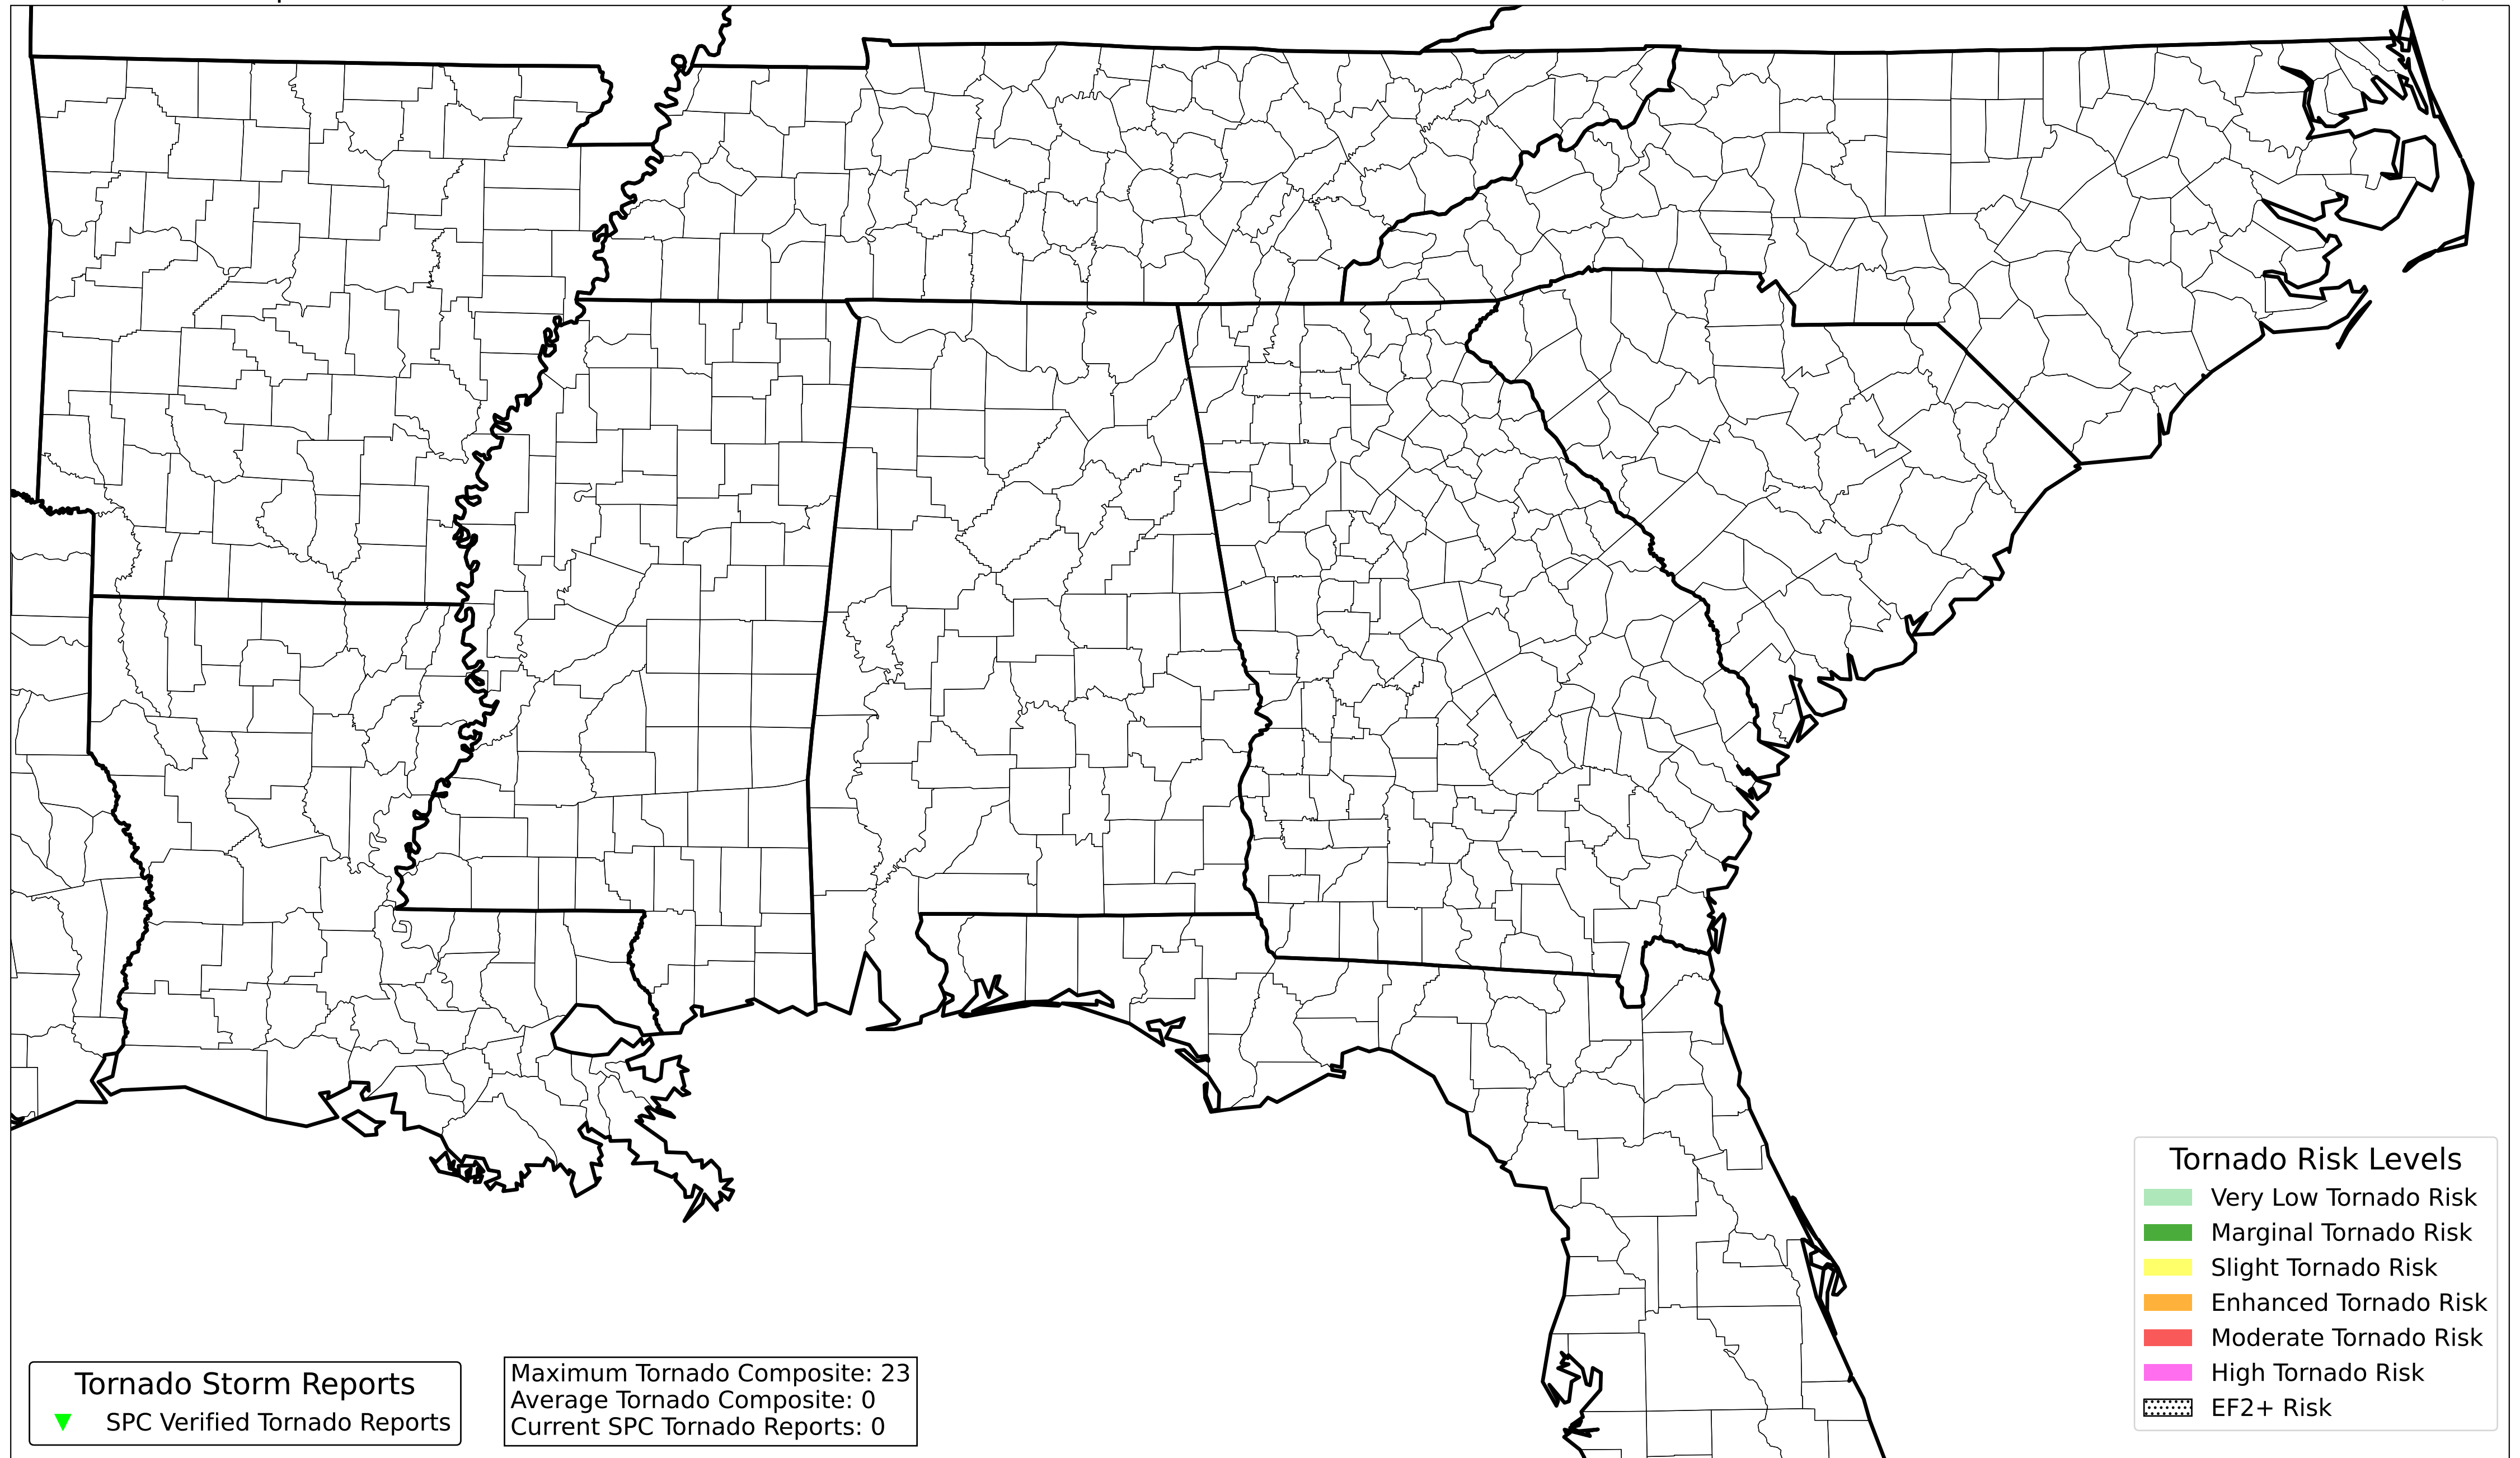 Tornado Risk Levels
Very Low Tornado Risk
Marginal Tornado Risk
Slight Tornado Risk
Enhanced Tornado Risk
Moderate Tornado Risk
High Tornado Risk
EF2+ Risk
Tornado Storm Reports
SPC Verified Tornado Reports
Maximum Tornado Composite: 23
Average Tornado Composite: 0
Current SPC Tornado Reports: 0